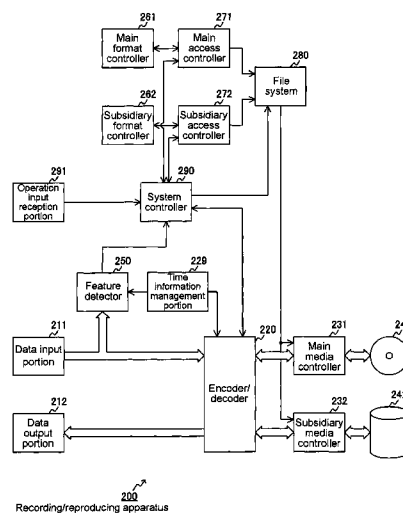 261
Main
format
controller
271
Main
access
controller
280
File
system
262
Subsidiary
format
controller
272
Subsidiary
access
controller
291
Operation
input
reception
portion
290
System
controller
250
Feature
detector
229
Time
information
management
portion
211
Data input
portion
220
Encoder/
decoder
231
Main
media
controller
212
Data
output
portion
232
Subsidiary
media
controller
200
Recording/reproducing apparatus